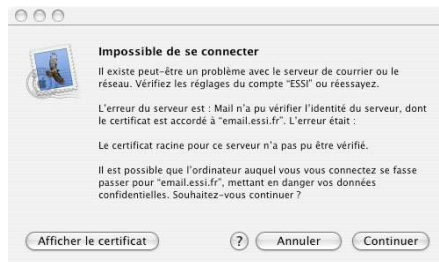 Impossible de se connecter
Il existe peut-être un problème avec le serveur de courrier ou le
réseau. Vérifiez les réglages du compte “ESSI” ou réessayez.
L'erreur du serveur est : Mail n'a pu vérifier l'identité du serveur, dont
le certificat est accordé à “email.essi.fr”. L'erreur était :
Le certificat racine pour ce serveur n'a pas pu être vérifié.
Il est possible que l'ordinateur auquel vous vous connectez se fasse
passer pour “email.essi.fr”, mettant en danger vos données
confidentielles. Souhaitez-vous continuer ?
Afficher le certificat ? Annuler Continuer